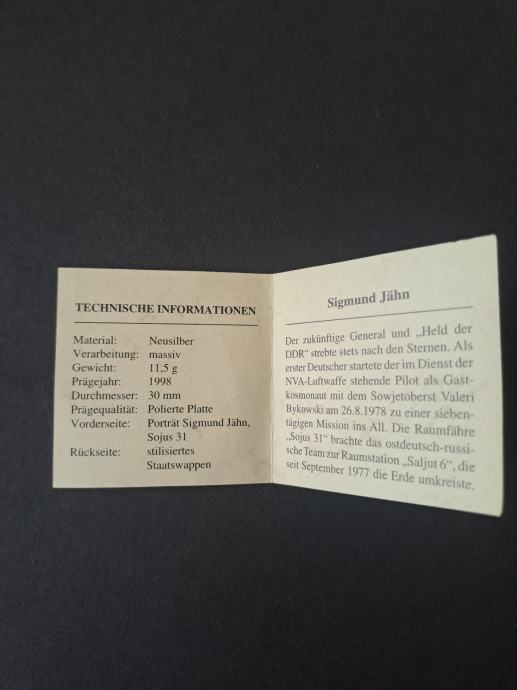 TECHNISCHE INFORMATIONEN
Material: Neusilber
Verarbeitung: massiv
Gewicht: 11,5 g
Prägejahr: 1998
Durchmesser: 30 mm
Prägequalität: Polierte Platte
Vorderseite: Porträt Sigmund Jähn,
Sojus 31
Rückseite: stilisiertes
Staatswappen
Sigmund Jähn
Der zukünftige General und „Held der
DDR“ strebte stets nach den Sternen. Als
erster Deutscher startete der im Dienst der
NVA-Luftwaffe stehende Pilot als Gast-
kosmonaut mit dem Sowjetoberst Valeri
Bykowski am 26.8.1978 zu einer sieben-
tägigen Mission ins All. Die Raumfähre
„Sojus 31“ brachte das ostdeutsch-russi-
sche Team zur Raumstation „Saljut 6“, die
seit September 1977 die Erde umkreiste.